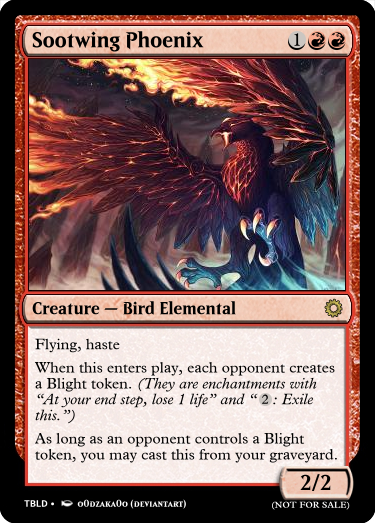 Sootwing Phoenix 1
Creature — Bird Elemental
Flying, haste
When this enters play, each opponent creates
a Blight token. (They are enchantments with
“At your end step, lose 1 life” and “2: Exile
this.”)
As long as an opponent controls a Blight
token, you may cast this from your graveyard.
2/2
TBLD • o0dzaka0o (deviantart)
(NOT FOR SALE)